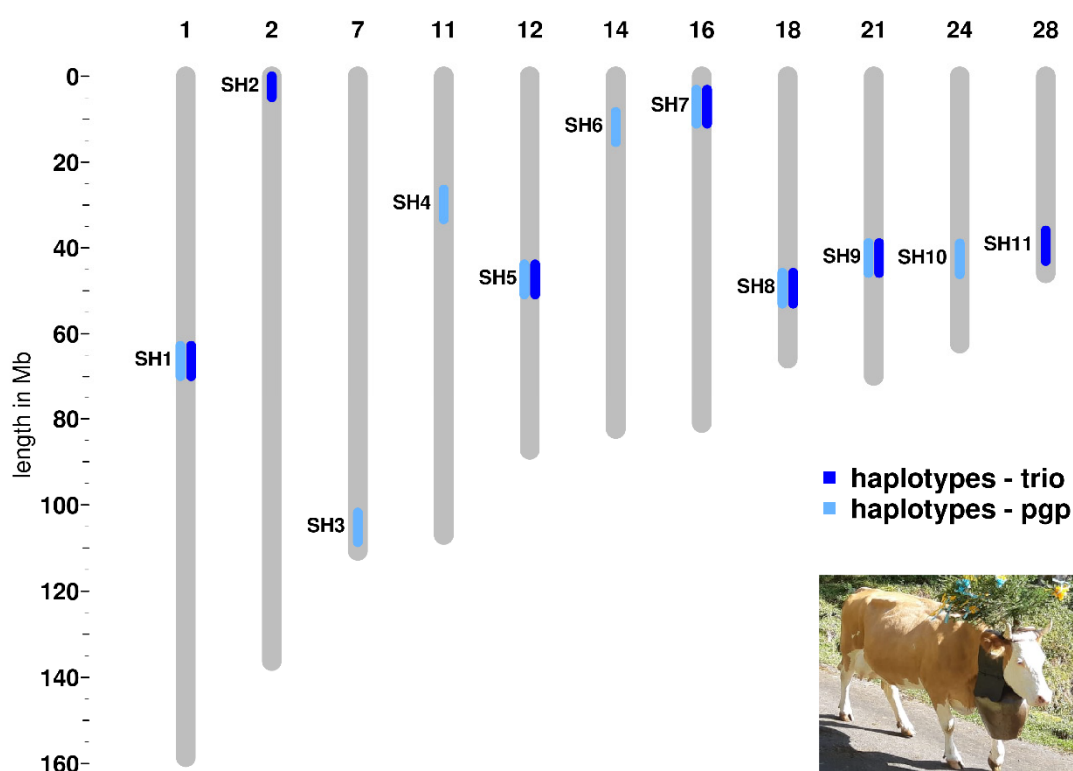 1 2 7 11 12 14 16 18 21 24 28
0
SH2
SH7
SH6
20
SH4
40
SH11
SH9
SH10
SH5
SH8
60
SH1
80
length in Mb
haplotypes - trio
100
haplotypes - pgp
SH3
120
140
160